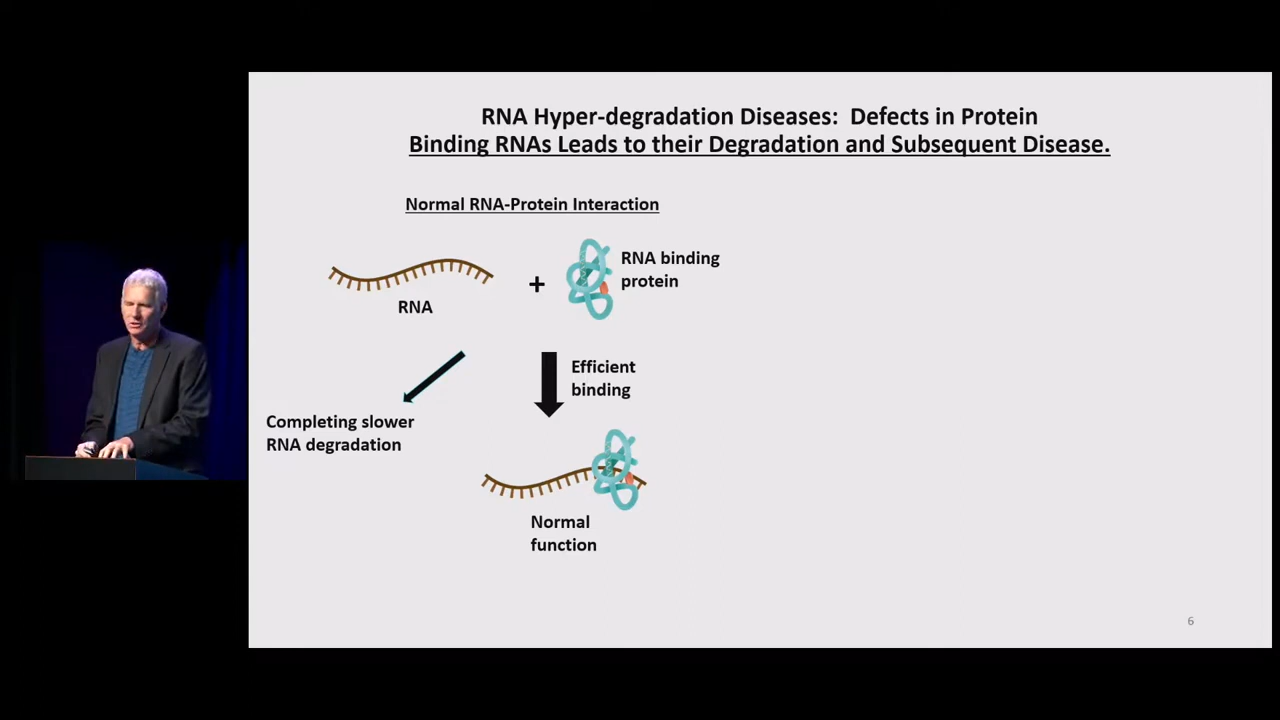 RNA Hyper-degradation Diseases: Defects in Protein
Binding RNAs Leads to their Degradation and Subsequent Disease.
Normal RNA-Protein Interaction
RNA
+
RNA binding
protein
Efficient
binding
Completing slower
RNA degradation
Normal
function
6